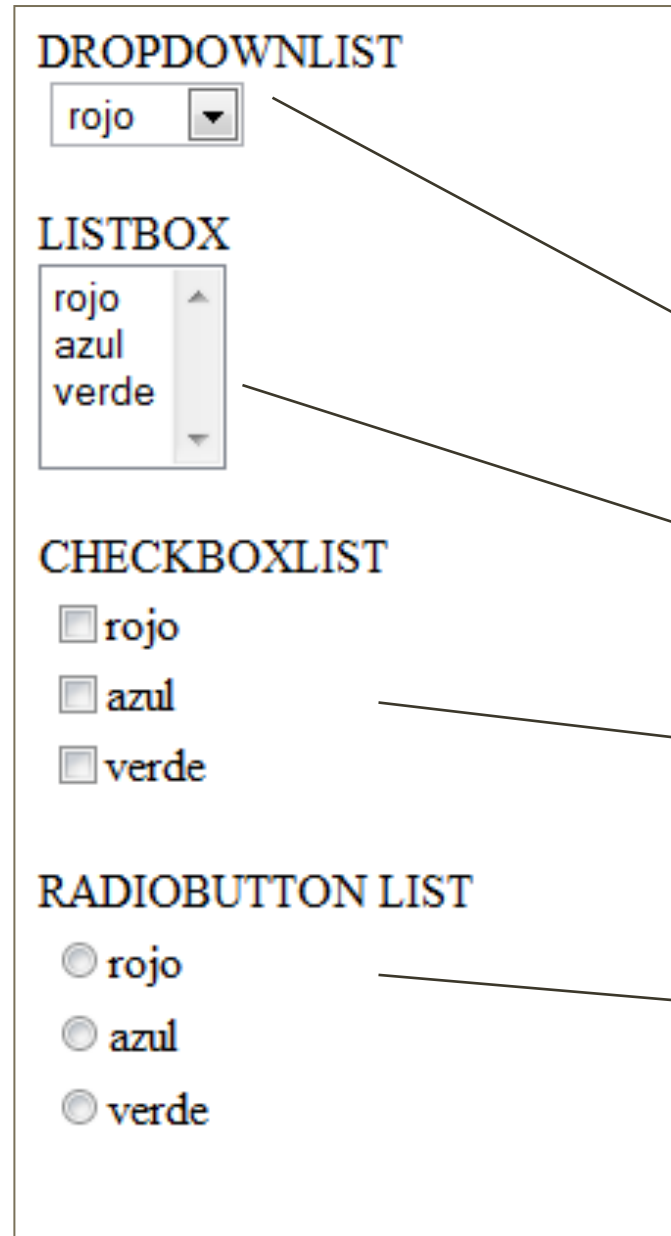 DROPDOWNLIST
rojo
LISTBOX
rojo
azul
verde
CHECKBOXLIST
rojo
azul
verde
RADIOBUTTON LIST
rojo
azul
verde